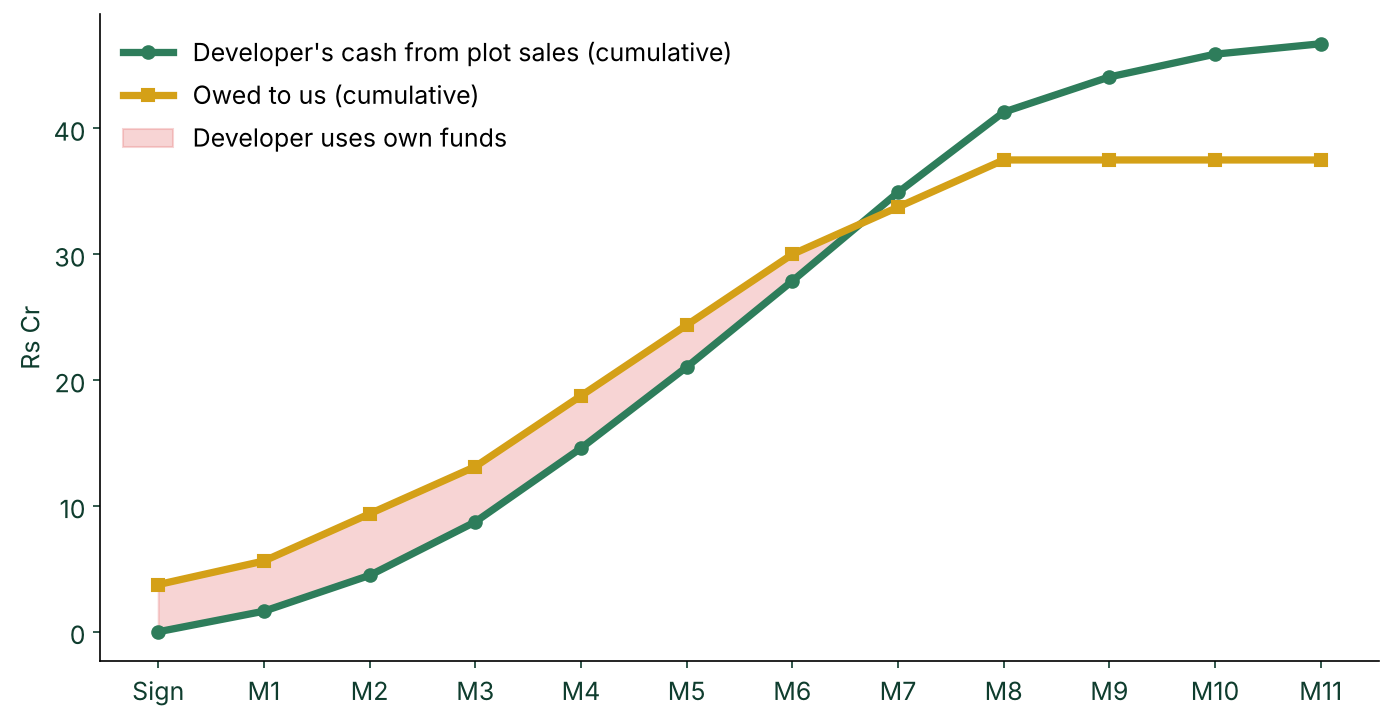 Developer's cash from plot sales (cumulative)
Owed to us (cumulative)
Developer uses own funds
Rs Cr
40
30
20
10
0
Sign M1 M2 M3 M4 M5 M6 M7 M8 M9 M10 M11